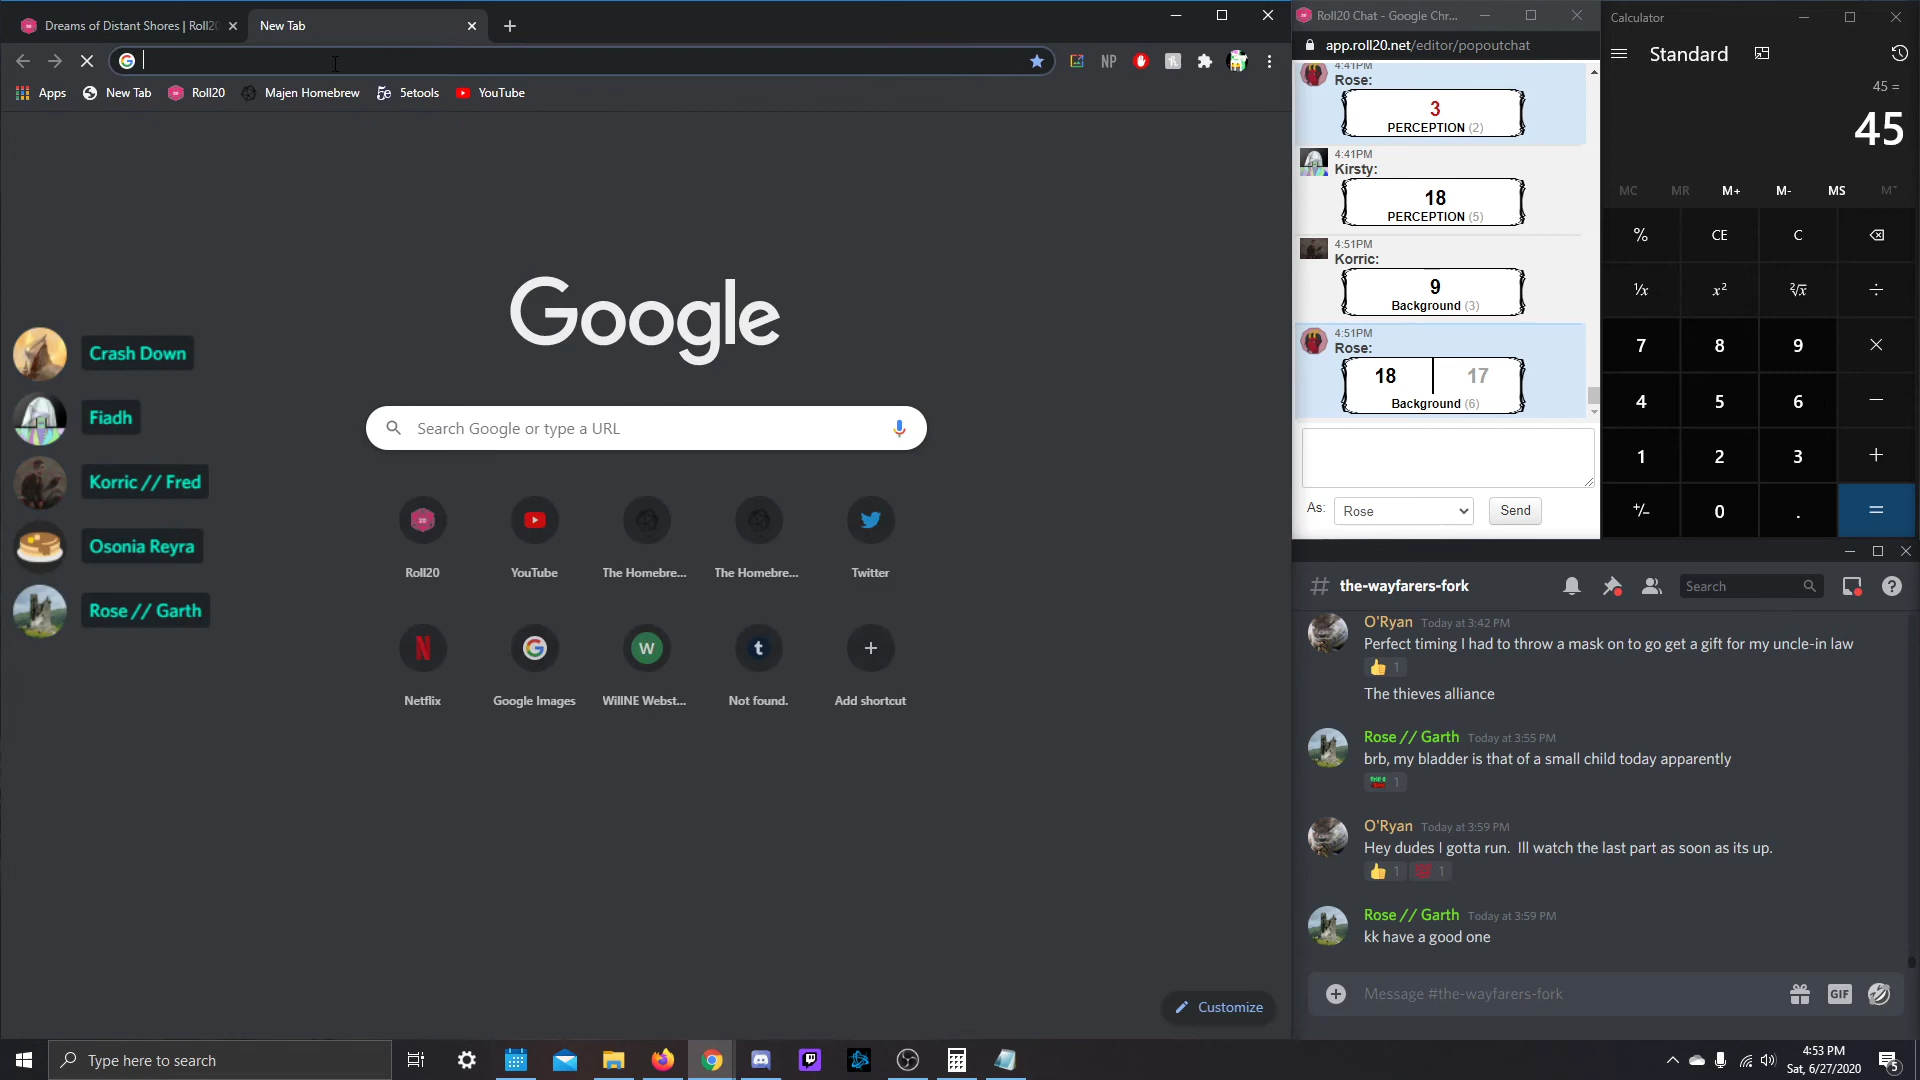 Dreams of Distant Shores | Roll20
New Tab
NP
Apps
New Tab
Roll20
Majen Homebrew
5etools
YouTube
Google
Search Google or type a URL
Roll20
YouTube
The Homebre...
The Homebre...
Twitter
W
t
Netflix
Google Images
WillNE Webst...
Not found.
Add shortcut
Customize
Crash Down
Fiadh
Korric // Fred
Osonia Reyra
Rose // Garth
Roll20 Chat - Google Chr...
app.roll20.net/editor/popoutchat
4:41PM
Rose:
3
PERCEPTION (2)
4:41PM
Kirsty:
18
PERCEPTION (5)
4:51PM
Korric:
9
Background (3)
4:51PM
Rose:
18 17
Background (6)
As: Rose Send
Calculator
Standard
45 =
45
MC MR M+ M- MS M˅
% CE C ⌫
¹/x x² ²√x ÷
7 8 9 ×
4 5 6 −
1 2 3 +
+/- 0 . =
# the-wayfarers-fork
Search
O'Ryan Today at 3:42 PM
Perfect timing I had to throw a mask on to go get a gift for my uncle-in law
👍 1
The thieves alliance
Rose // Garth Today at 3:55 PM
brb, my bladder is that of a small child today apparently
1
O'Ryan Today at 3:59 PM
Hey dudes I gotta run. Ill watch the last part as soon as its up.
👍 1 💯 1
Rose // Garth Today at 3:59 PM
kk have a good one
Message #the-wayfarers-fork
GIF
Type here to search
4:53 PM
Sat, 6/27/2020
5